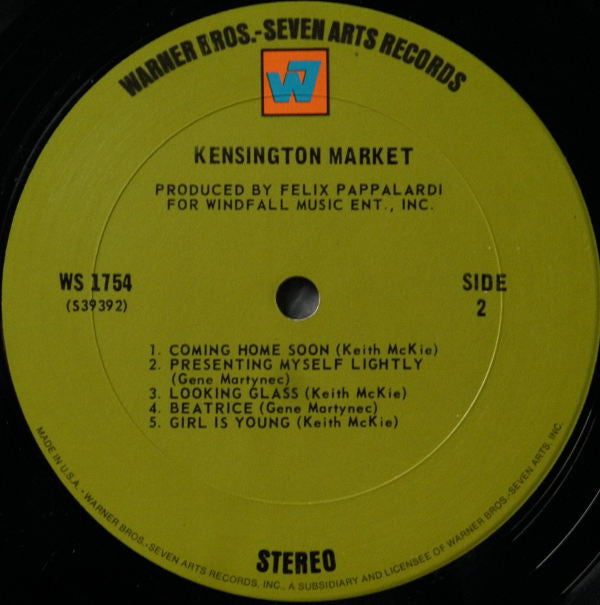 WARNER BROS.-SEVEN ARTS RECORDS
W7
KENSINGTON MARKET
PRODUCED BY FELIX PAPPALARDI
FOR WINDFALL MUSIC ENT., INC.
WS 1754
(S39392)
SIDE
2
1. COMING HOME SOON (Keith McKie)
2. PRESENTING MYSELF LIGHTLY
(Gene Martynec)
3. LOOKING GLASS (Keith McKie)
4. BEATRICE (Gene Martynec)
5. GIRL IS YOUNG (Keith McKie)
STEREO
MADE IN U.S.A. - WARNER BROS.-SEVEN ARTS RECORDS, INC., A SUBSIDIARY AND LICENSEE OF WARNER BROS.-SEVEN ARTS, INC.